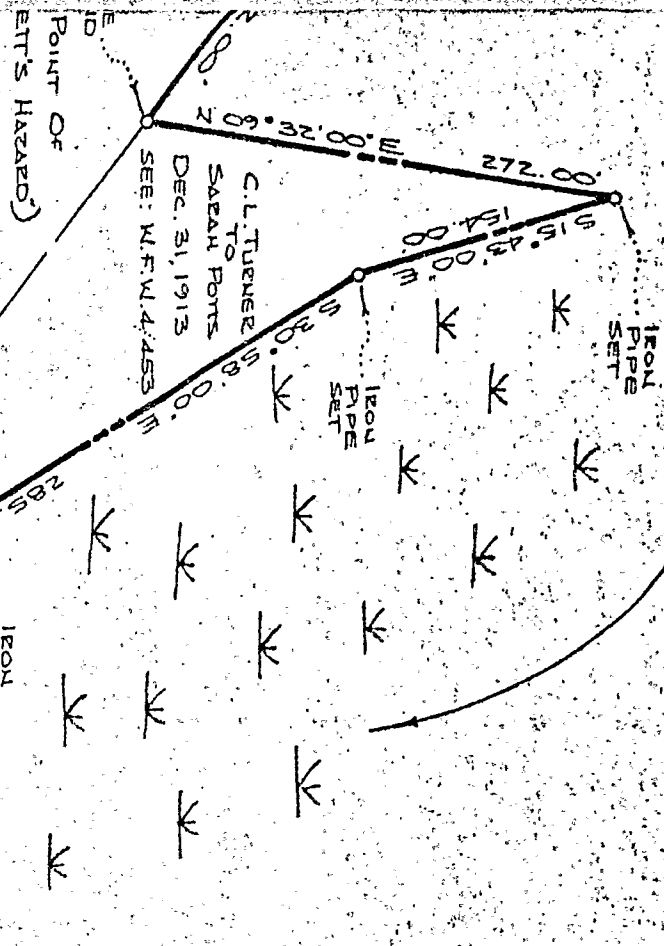 IRON
PIPE
SET
272.00'
N 09°32'00" E
S 15°43'00" E
154.00
IRON
PIPE
SET
C.L. TURNER
TO
SARAH POTTS
DEC. 31, 1913
SEE: W.F.W. 4.453
S 30°58'00" E
285.
E
ID
POINT OF
ETT'S HAZARD")
IRON